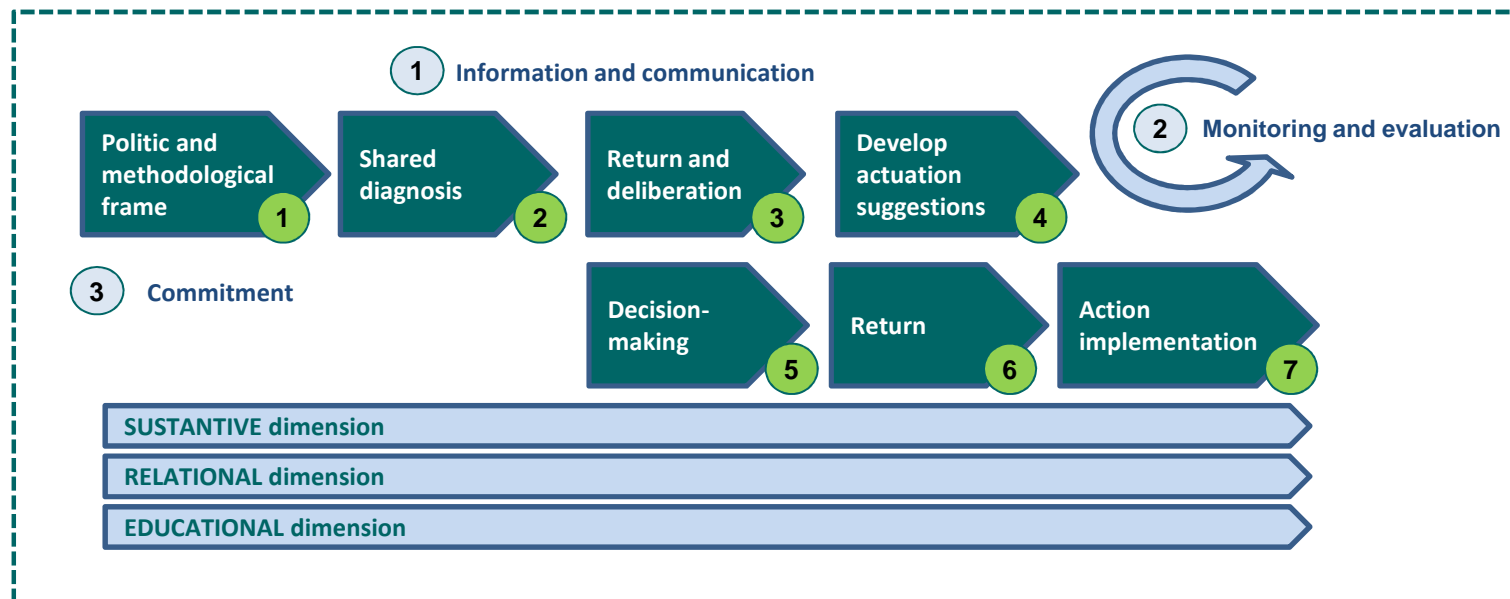 1 Information and communication
Politic and
methodological
frame
1
Shared
diagnosis
2
Return and
deliberation
3
Develop
actuation
suggestions
4
2 Monitoring and evaluation
3 Commitment
Decision-
making
5
Return
6
Action
implementation
7
SUSTANTIVE dimension
RELATIONAL dimension
EDUCATIONAL dimension